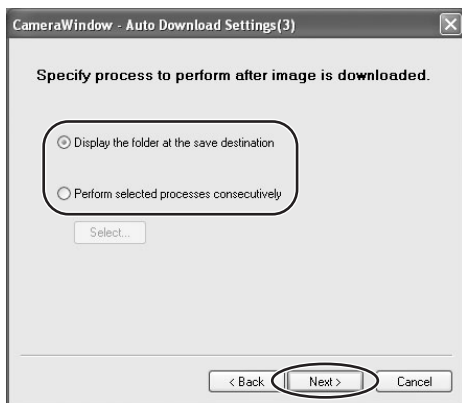 CameraWindow - Auto Download Settings(3)
Specify process to perform after image is downloaded.
Display the folder at the save destination
Perform selected processes consecutively
Select...
< Back
Next >
Cancel